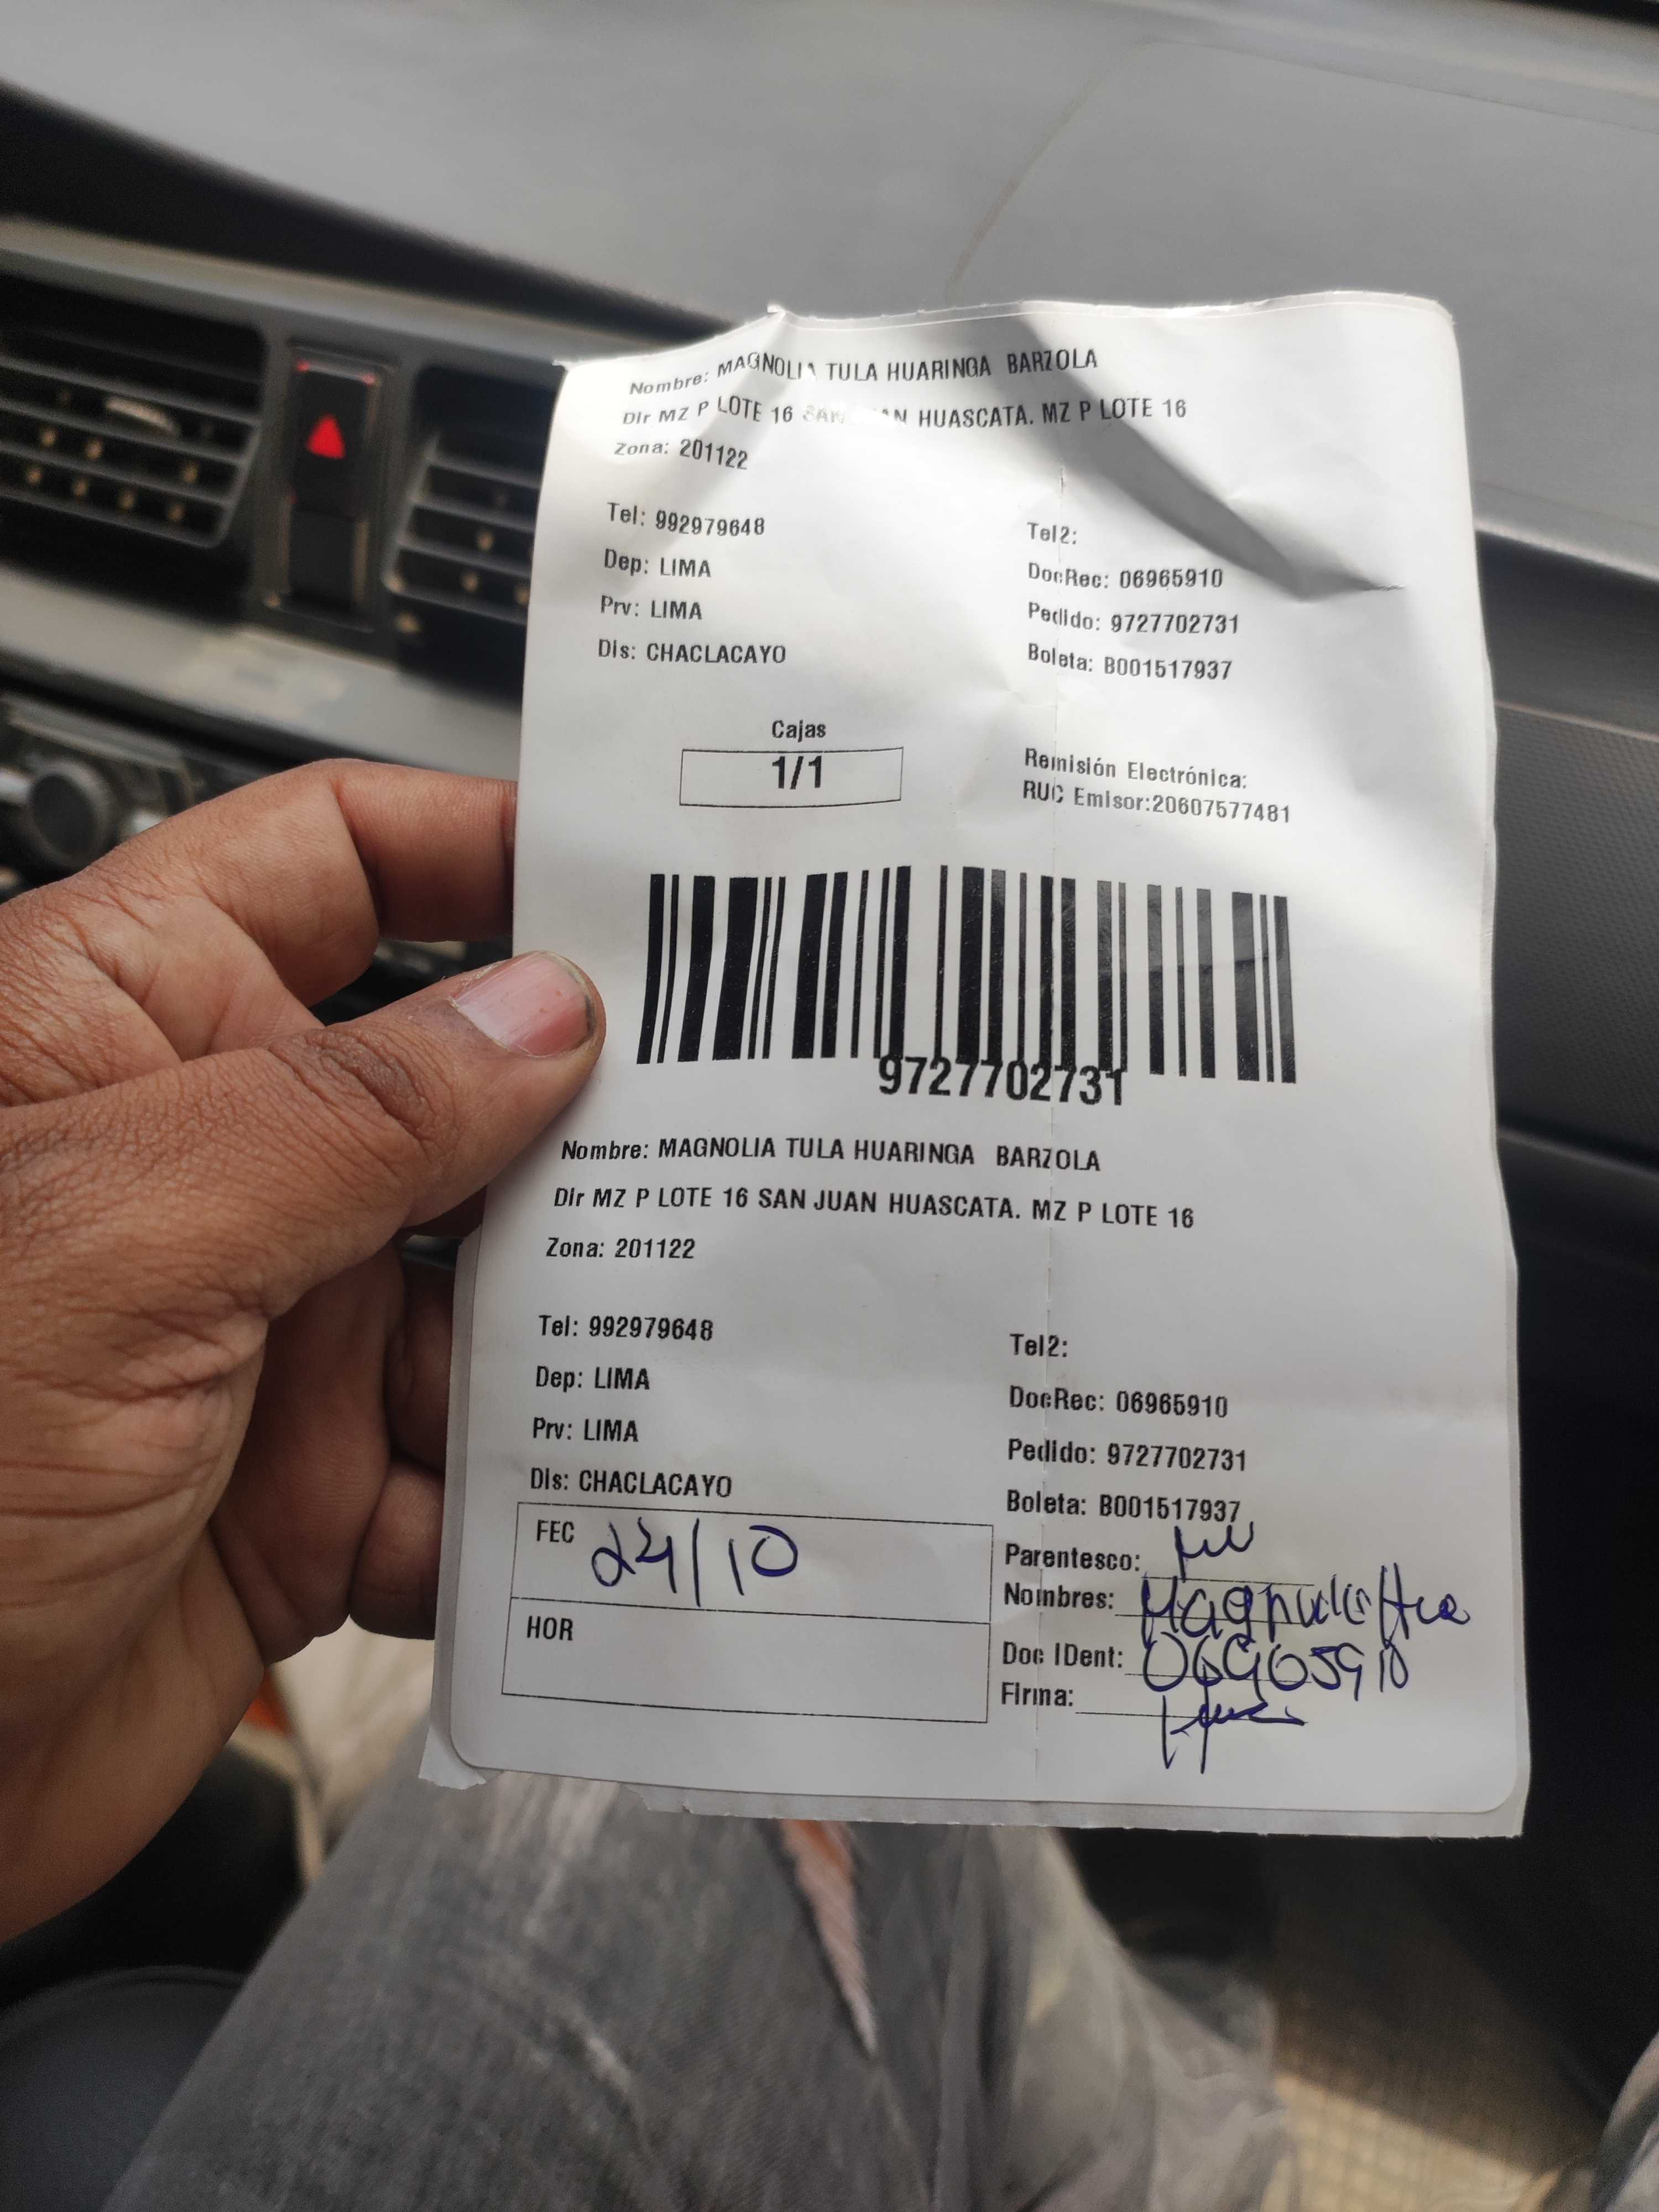 Nombre: MAGNOLIA TULA HUARINGA BARZOLA
Dir MZ P LOTE 16 SAN JUAN HUASCATA. MZ P LOTE 16
Zona: 201122
Tel: 992979648
Tel2:
Dep: LIMA
DocRec: 06965910
Prv: LIMA
Pedido: 9727702731
Dis: CHACLACAYO
Boleta: B001517937
Cajas
1/1
Remisión Electrónica:
RUC Emisor:20607577481
9727702731
Nombre: MAGNOLIA TULA HUARINGA BARZOLA
Dir MZ P LOTE 16 SAN JUAN HUASCATA. MZ P LOTE 16
Zona: 201122
Tel: 992979648
Tel2:
Dep: LIMA
DocRec: 06965910
Prv: LIMA
Pedido: 9727702731
Dis: CHACLACAYO
Boleta: B001517937
FEC 24/10
Parentesco:
Nombres:
HOR
Doc IDent: 06965910
Firma: